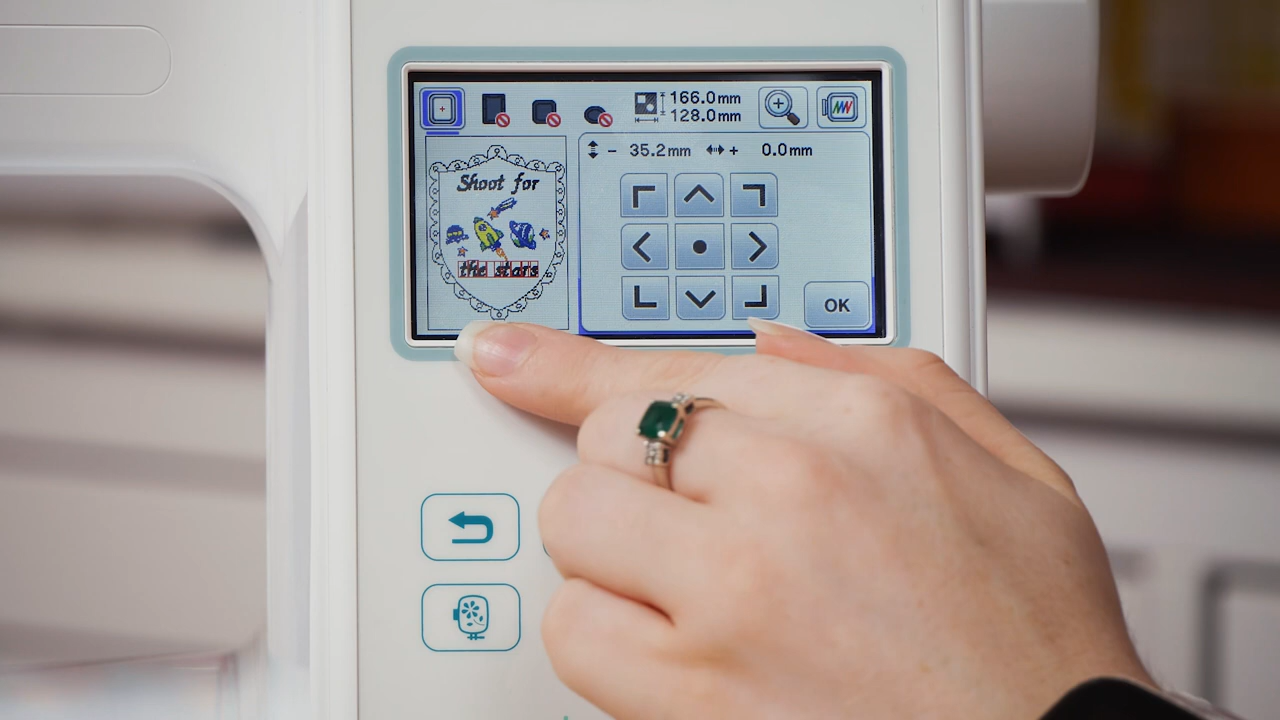 166.0mm
128.0mm
− 35.2mm + 0.0mm
Shoot for
the stars
OK